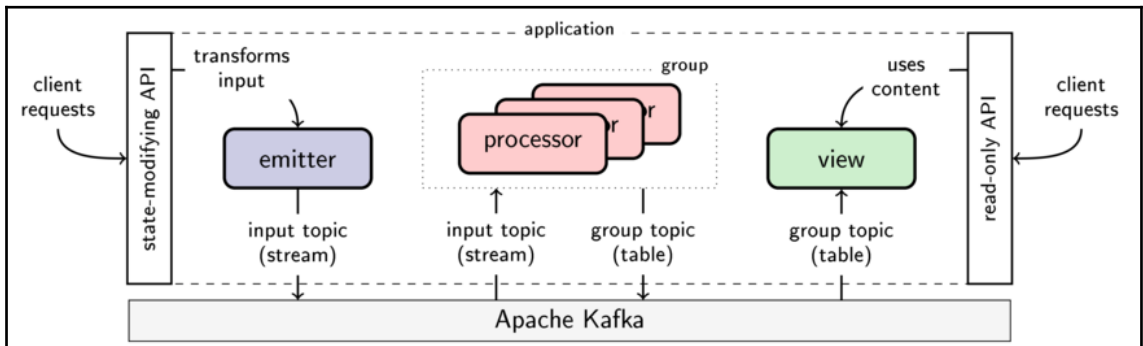 application
client
requests
state-modifying API
transforms
input
emitter
input topic
(stream)
group
processor
r
r
input topic
(stream)
group topic
(table)
uses
content
view
group topic
(table)
read-only API
client
requests
Apache Kafka